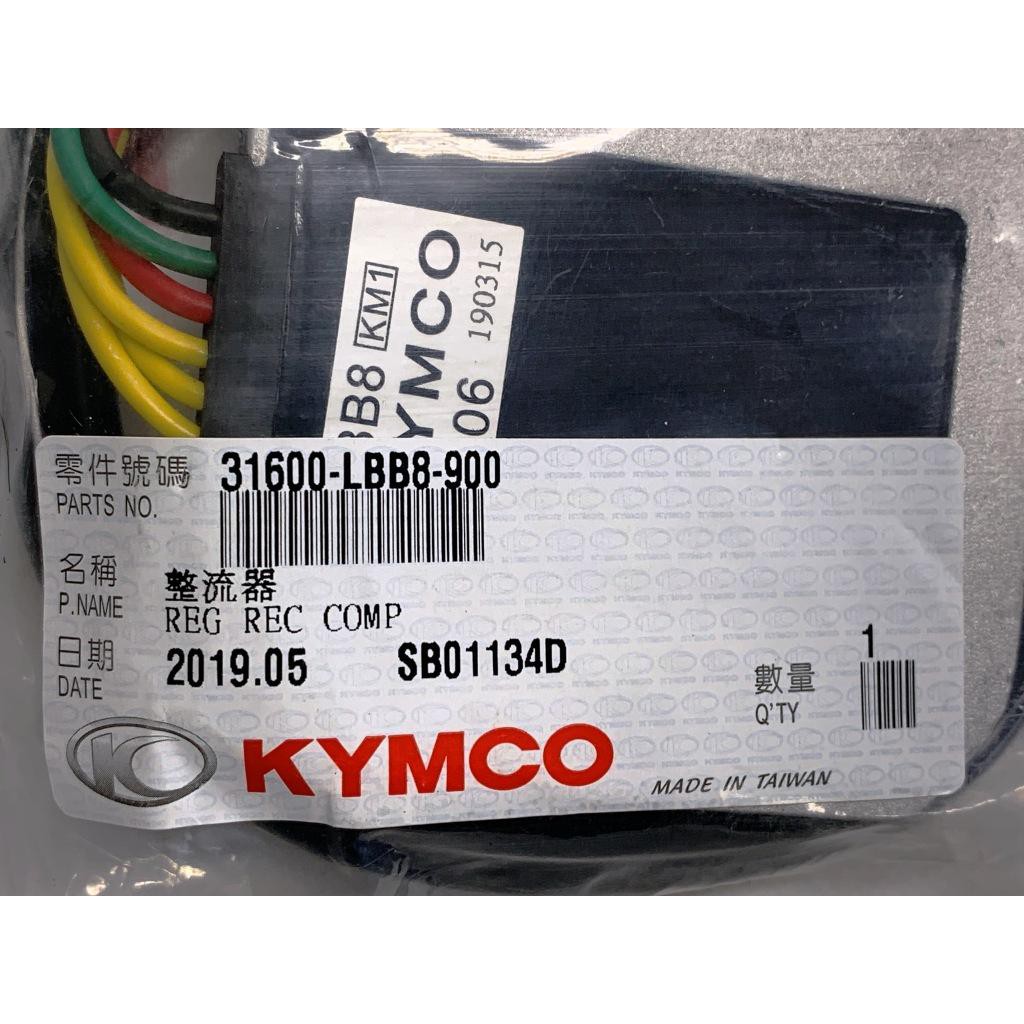 BB8 KM1
KYMCO
06 190315
零件號碼 31600-LBB8-900
PARTS NO.
名稱 整流器
P.NAME REG REC COMP
日期 2019.05 SB01134D
DATE
數量 1
Q'TY
KYMCO
MADE IN TAIWAN